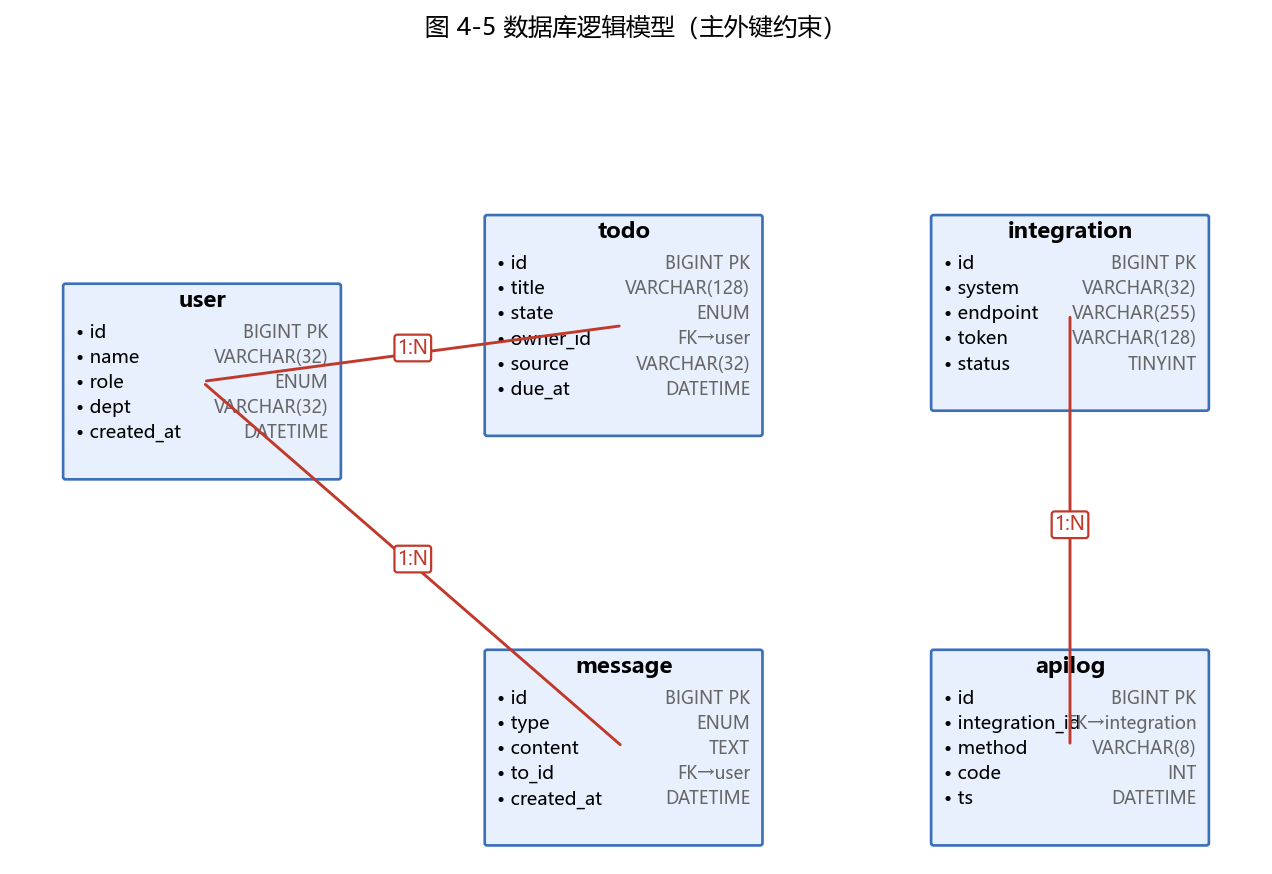 图 4-5 数据库逻辑模型（主外键约束）
user
• id BIGINT PK
• name VARCHAR(32)
• role ENUM
• dept VARCHAR(32)
• created_at DATETIME
1:N
1:N
todo
• id BIGINT PK
• title VARCHAR(128)
• state ENUM
• owner_id FK→user
• source VARCHAR(32)
• due_at DATETIME
message
• id BIGINT PK
• type ENUM
• content TEXT
• to_id FK→user
• created_at DATETIME
integration
• id BIGINT PK
• system VARCHAR(32)
• endpoint VARCHAR(255)
• token VARCHAR(128)
• status TINYINT
1:N
apilog
• id BIGINT PK
• integration_id FK→integration
• method VARCHAR(8)
• code INT
• ts DATETIME